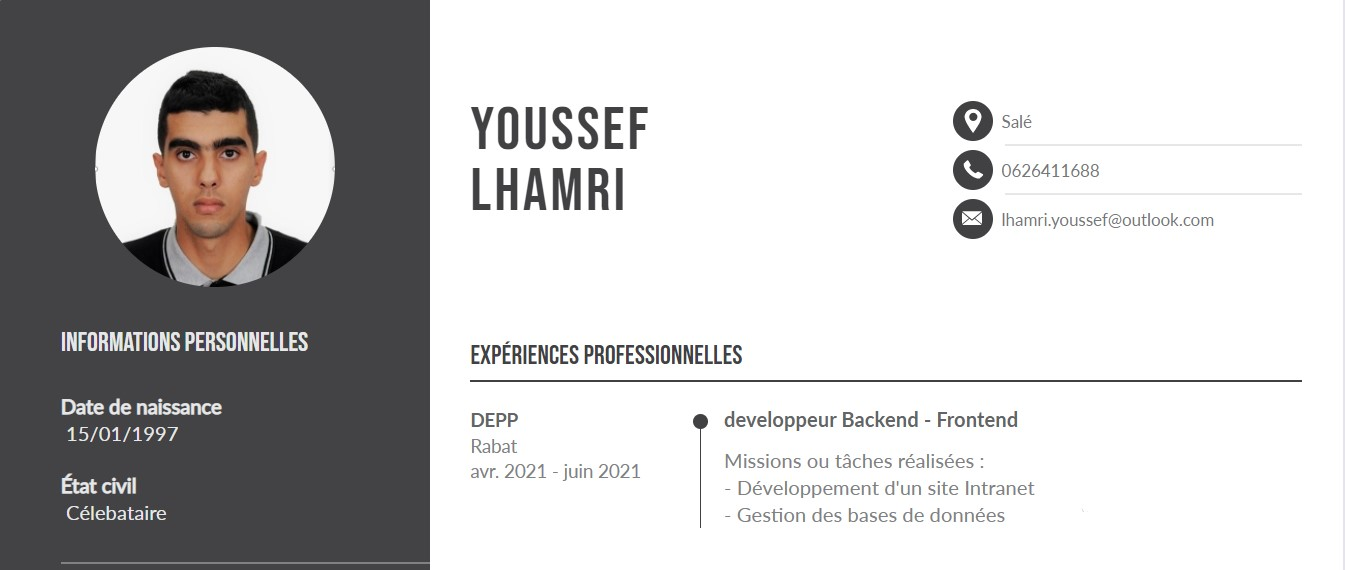 YOUSSEF
LHAMRI
Salé
0626411688
lhamri.youssef@outlook.com
INFORMATIONS PERSONNELLES
Date de naissance
15/01/1997
État civil
Célebataire
EXPÉRIENCES PROFESSIONNELLES
DEPP
Rabat
avr. 2021 - juin 2021
developpeur Backend - Frontend
Missions ou tâches réalisées :
- Développement d'un site Intranet
- Gestion des bases de données